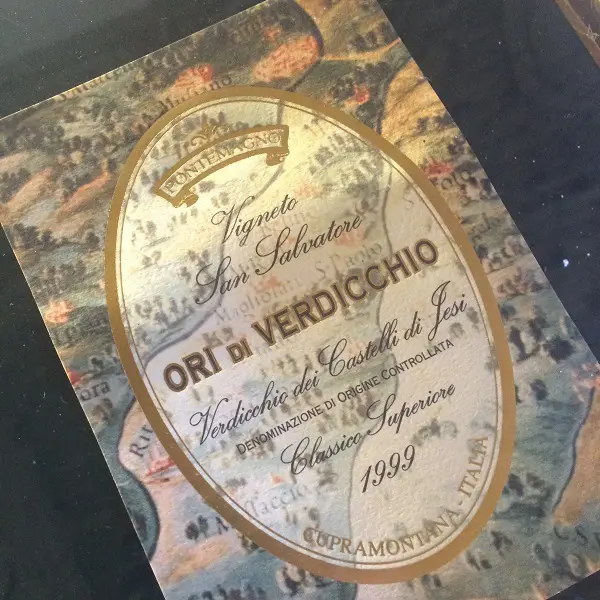 PONTEMAGNO
Vigneto
San Salvatore
ORI DI VERDICCHIO
Verdicchio dei Castelli di Jesi
DENOMINAZIONE DI ORIGINE CONTROLLATA
Classico Superiore
1999
CUPRAMONTANA - ITALIA